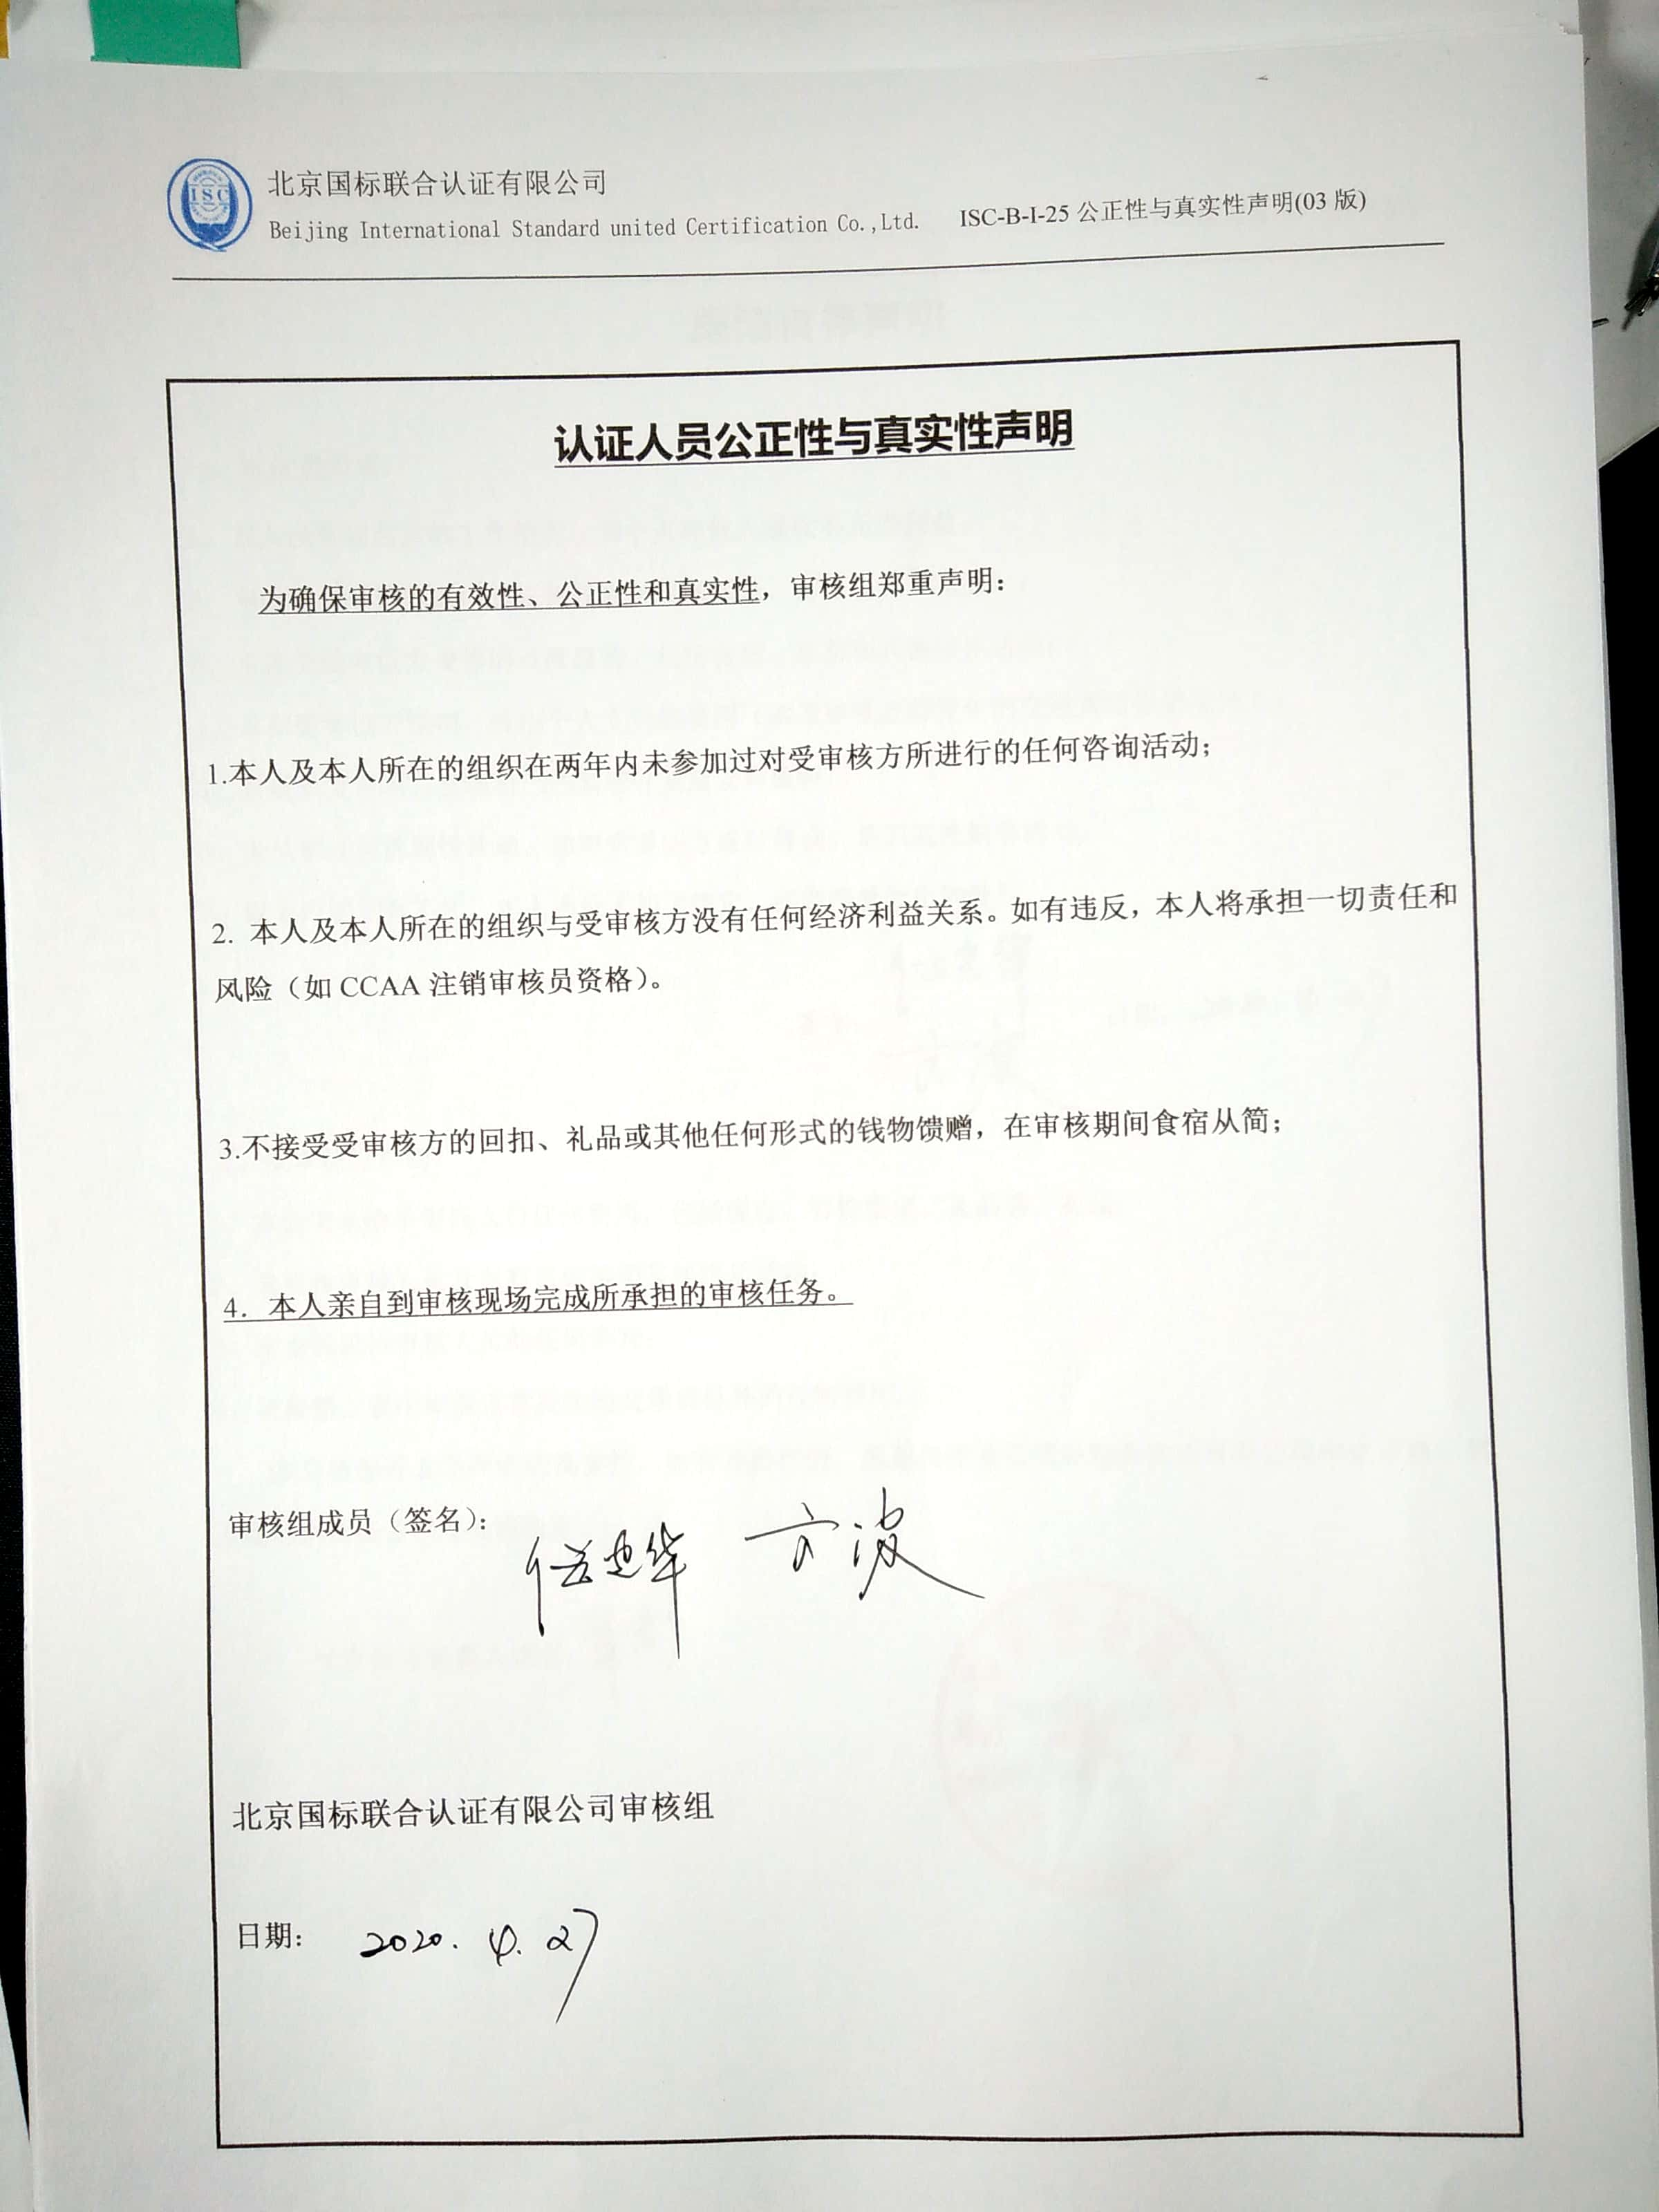 ISC
北京国标联合认证有限公司
Beijing International Standard united Certification Co.,Ltd. ISC-B-I-25 公正性与真实性声明(03 版)
认证人员公正性与真实性声明
为确保审核的有效性、公正性和真实性，审核组郑重声明：
1.本人及本人所在的组织在两年内未参加过对受审核方所进行的任何咨询活动；
2. 本人及本人所在的组织与受审核方没有任何经济利益关系。如有违反，本人将承担一切责任和
风险（如 CCAA 注销审核员资格）。
3.不接受受审核方的回扣、礼品或其他任何形式的钱物馈赠，在审核期间食宿从简；
4. 本人亲自到审核现场完成所承担的审核任务。
审核组成员（签名）： 方波
北京国标联合认证有限公司审核组
日期： 2020. 4. 27